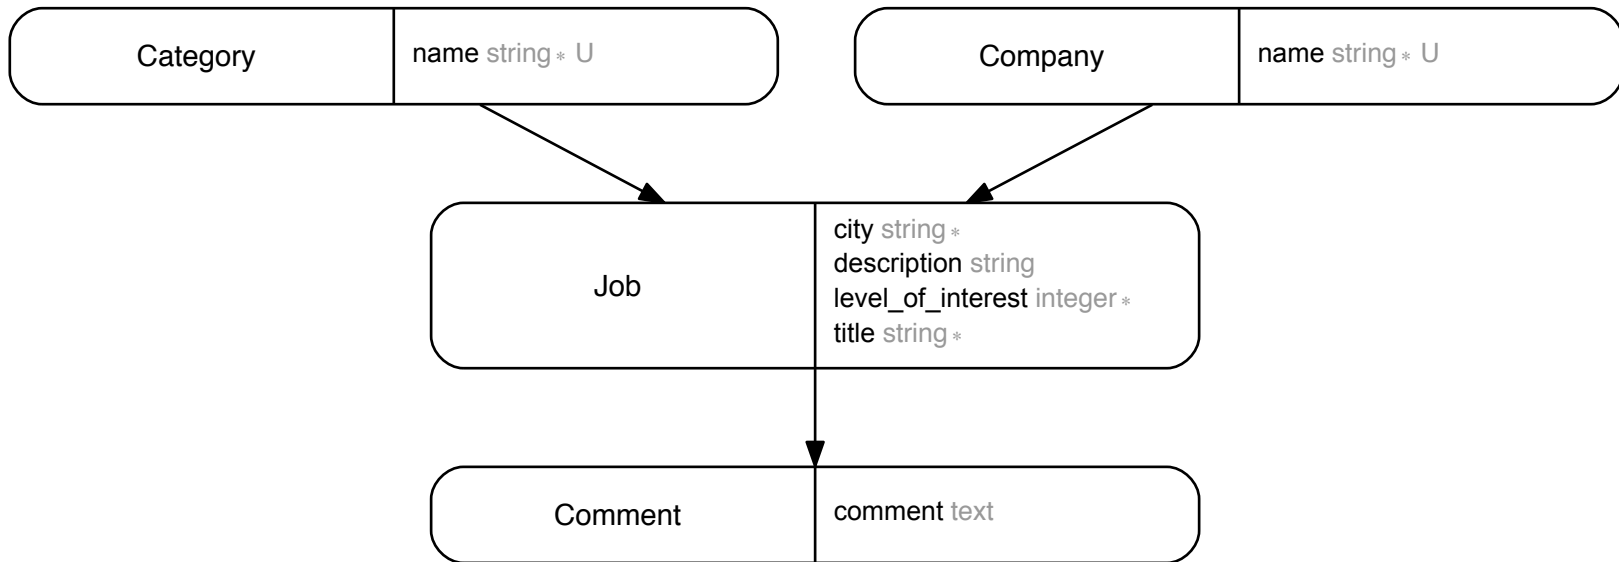 Category
name string * U
Company
name string * U
Job
city string *
description string
level_of_interest integer *
title string *
Comment
comment text